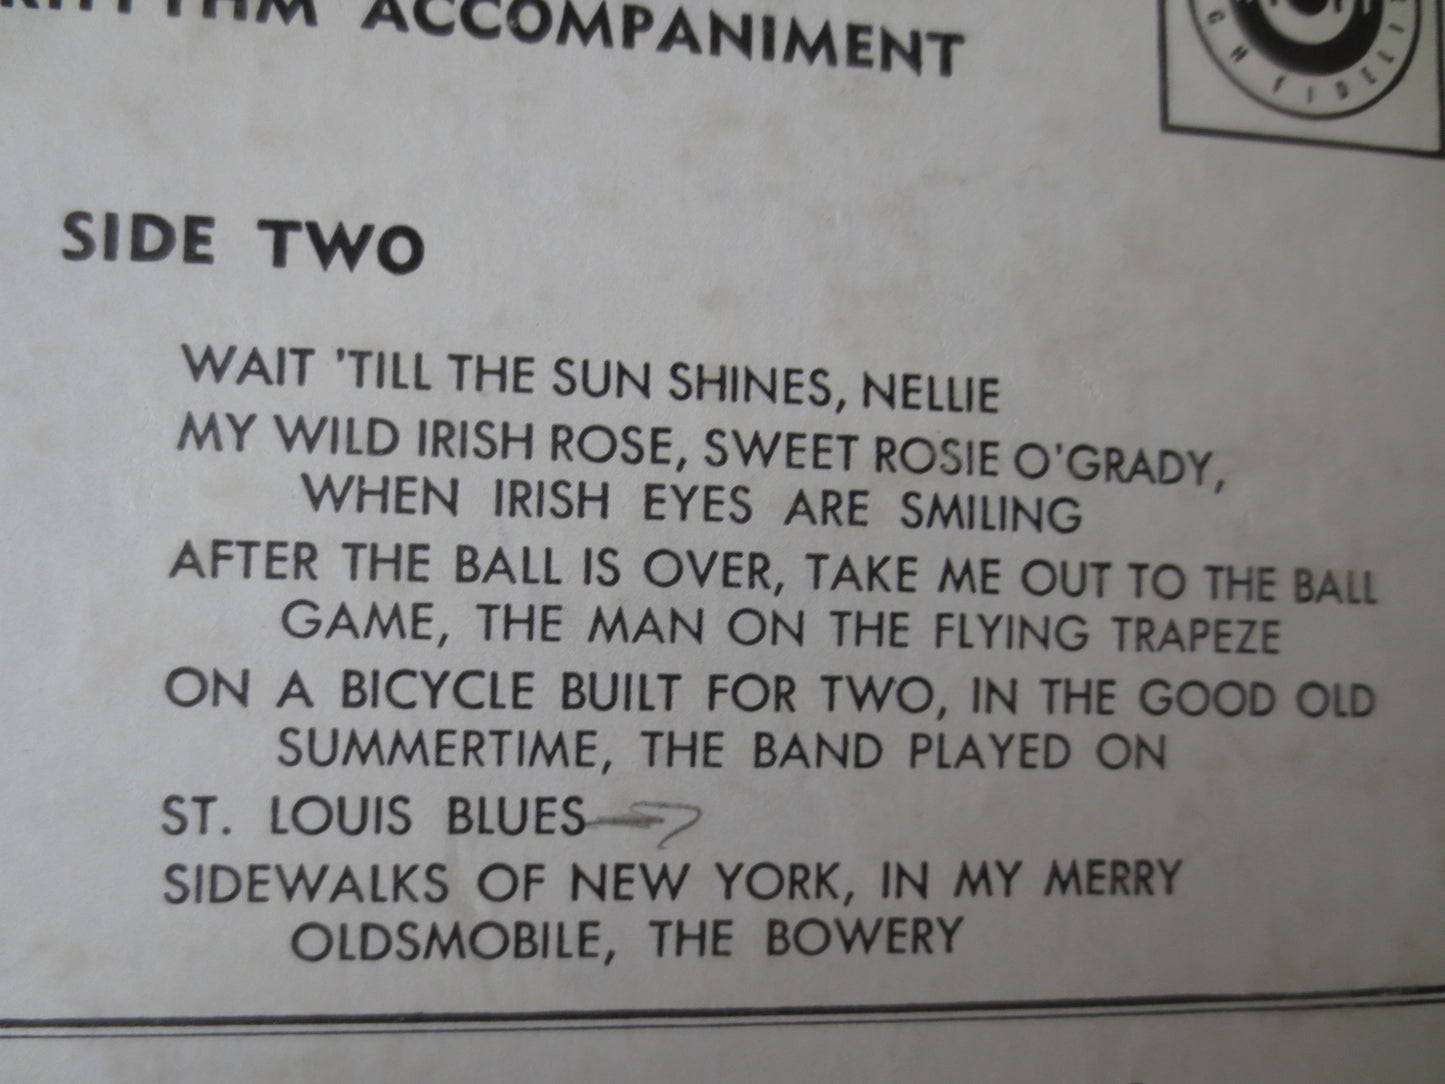 RHYTHM ACCOMPANIMENT
GH FIDELI
SIDE TWO
WAIT 'TILL THE SUN SHINES, NELLIE
MY WILD IRISH ROSE, SWEET ROSIE O'GRADY,
WHEN IRISH EYES ARE SMILING
AFTER THE BALL IS OVER, TAKE ME OUT TO THE BALL
GAME, THE MAN ON THE FLYING TRAPEZE
ON A BICYCLE BUILT FOR TWO, IN THE GOOD OLD
SUMMERTIME, THE BAND PLAYED ON
ST. LOUIS BLUES
SIDEWALKS OF NEW YORK, IN MY MERRY
OLDSMOBILE, THE BOWERY